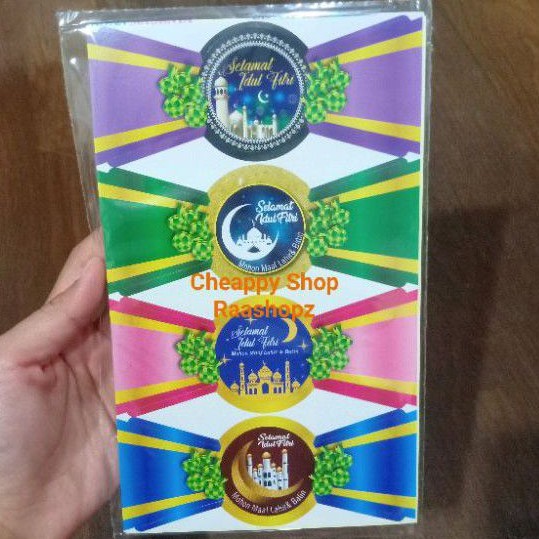 Selamat
Idul Fitri
Selamat
Idul Fitri
Mohon Maaf Lahir & Batin
Cheappy Shop
Raashopz
Selamat
Idul Fitri
Mohon Maaf Lahir & Batin
Selamat
Idul Fitri
Mohon Maaf Lahir & Batin